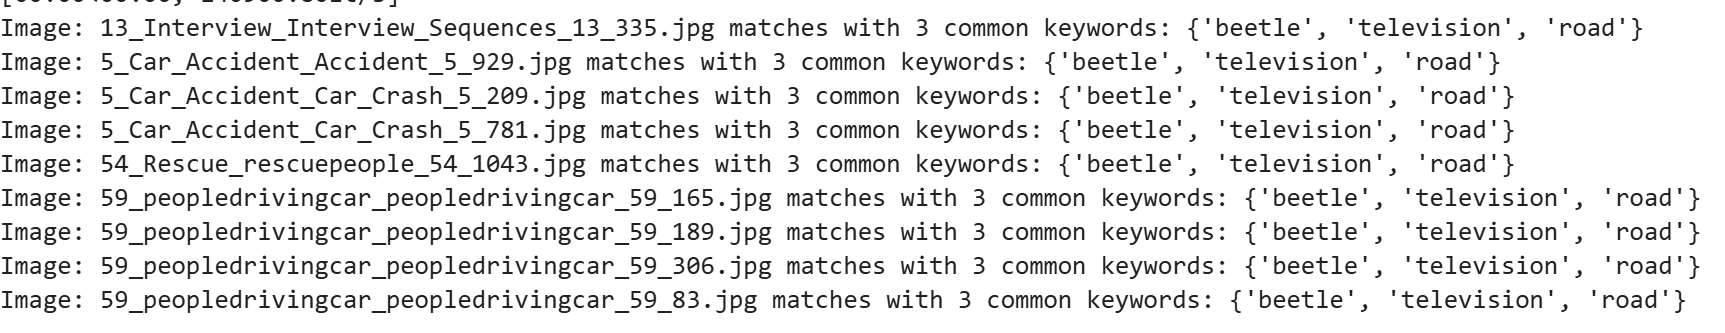 Image: 13_Interview_Interview_Sequences_13_335.jpg matches with 3 common keywords: {'beetle', 'television', 'road'}
Image: 5_Car_Accident_Accident_5_929.jpg matches with 3 common keywords: {'beetle', 'television', 'road'}
Image: 5_Car_Accident_Car_Crash_5_209.jpg matches with 3 common keywords: {'beetle', 'television', 'road'}
Image: 5_Car_Accident_Car_Crash_5_781.jpg matches with 3 common keywords: {'beetle', 'television', 'road'}
Image: 54_Rescue_rescuepeople_54_1043.jpg matches with 3 common keywords: {'beetle', 'television', 'road'}
Image: 59_peopledrivingcar_peopledrivingcar_59_165.jpg matches with 3 common keywords: {'beetle', 'television', 'road'}
Image: 59_peopledrivingcar_peopledrivingcar_59_189.jpg matches with 3 common keywords: {'beetle', 'television', 'road'}
Image: 59_peopledrivingcar_peopledrivingcar_59_306.jpg matches with 3 common keywords: {'beetle', 'television', 'road'}
Image: 59_peopledrivingcar_peopledrivingcar_59_83.jpg matches with 3 common keywords: {'beetle', 'television', 'road'}